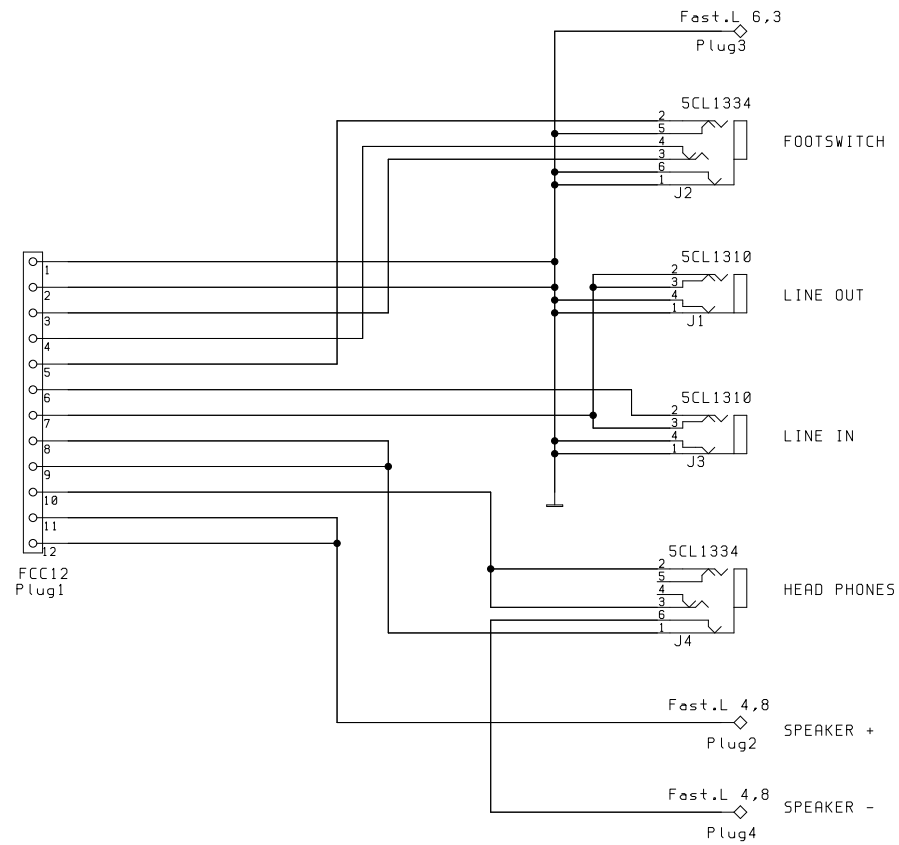 Fast.L 6,3
Plug3
5CL1334
2
5
4
3
6
1
J2
FOOTSWITCH
5CL1310
2
3
4
1
J1
LINE OUT
1
2
3
4
5
6
7
8
9
10
11
12
FCC12
Plug1
5CL1310
2
3
4
1
J3
LINE IN
5CL1334
2
5
4
3
6
1
J4
HEAD PHONES
Fast.L 4,8
Plug2
SPEAKER +
Fast.L 4,8
Plug4
SPEAKER -